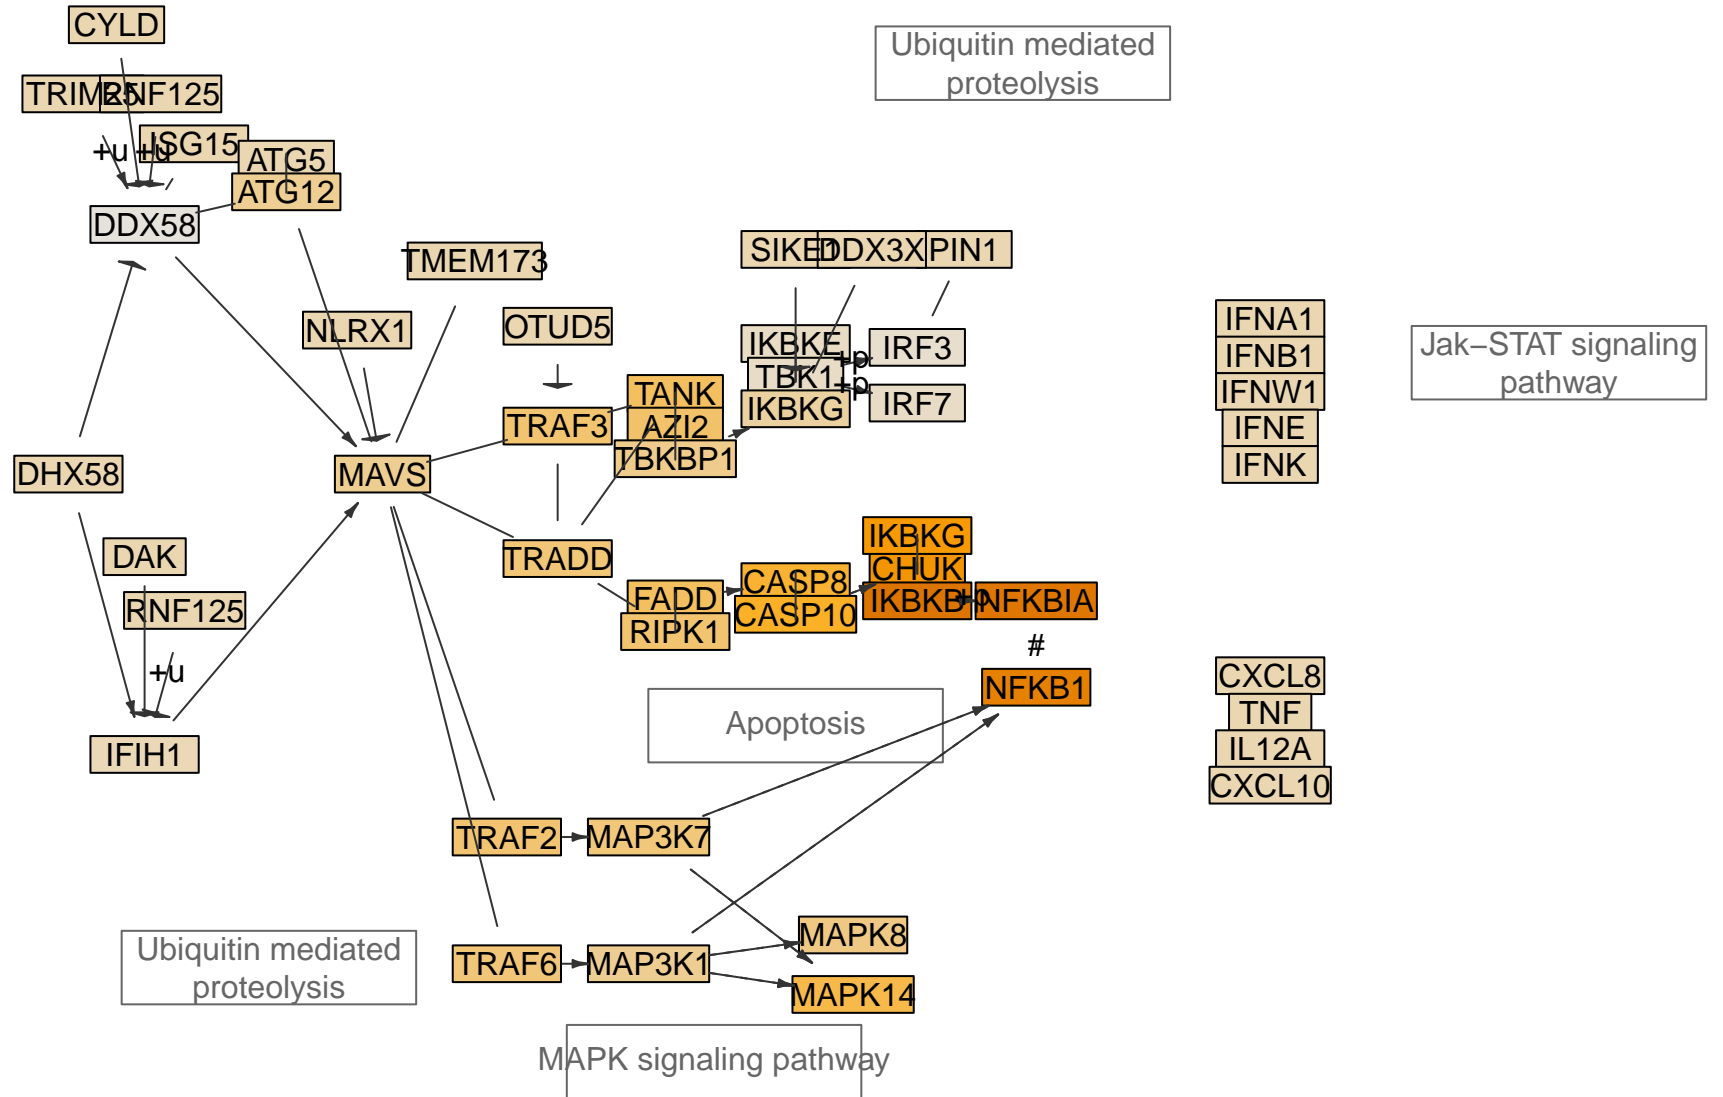 CYLD
Ubiquitin mediated
proteolysis
TRIM25
RNF125
+u
+u
ISG15
ATG5
ATG12
DDX58
TMEM173
SIKE1
DDX3X
PIN1
NLRX1
OTUD5
IKBKE
+p
IRF3
TBK1
+p
IKBKG
IRF7
IFNA1
IFNB1
IFNW1
IFNE
IFNK
Jak−STAT signaling
pathway
TANK
TRAF3
AZI2
TBKBP1
DHX58
MAVS
DAK
RNF125
+u
IFIH1
TRADD
FADD
RIPK1
CASP8
CASP10
IKBKG
CHUK
IKBKB
+p
NFKBIA
#
NFKB1
CXCL8
TNF
IL12A
CXCL10
Apoptosis
TRAF2
MAP3K7
Ubiquitin mediated
proteolysis
TRAF6
MAP3K1
MAPK8
MAPK14
MAPK signaling pathway